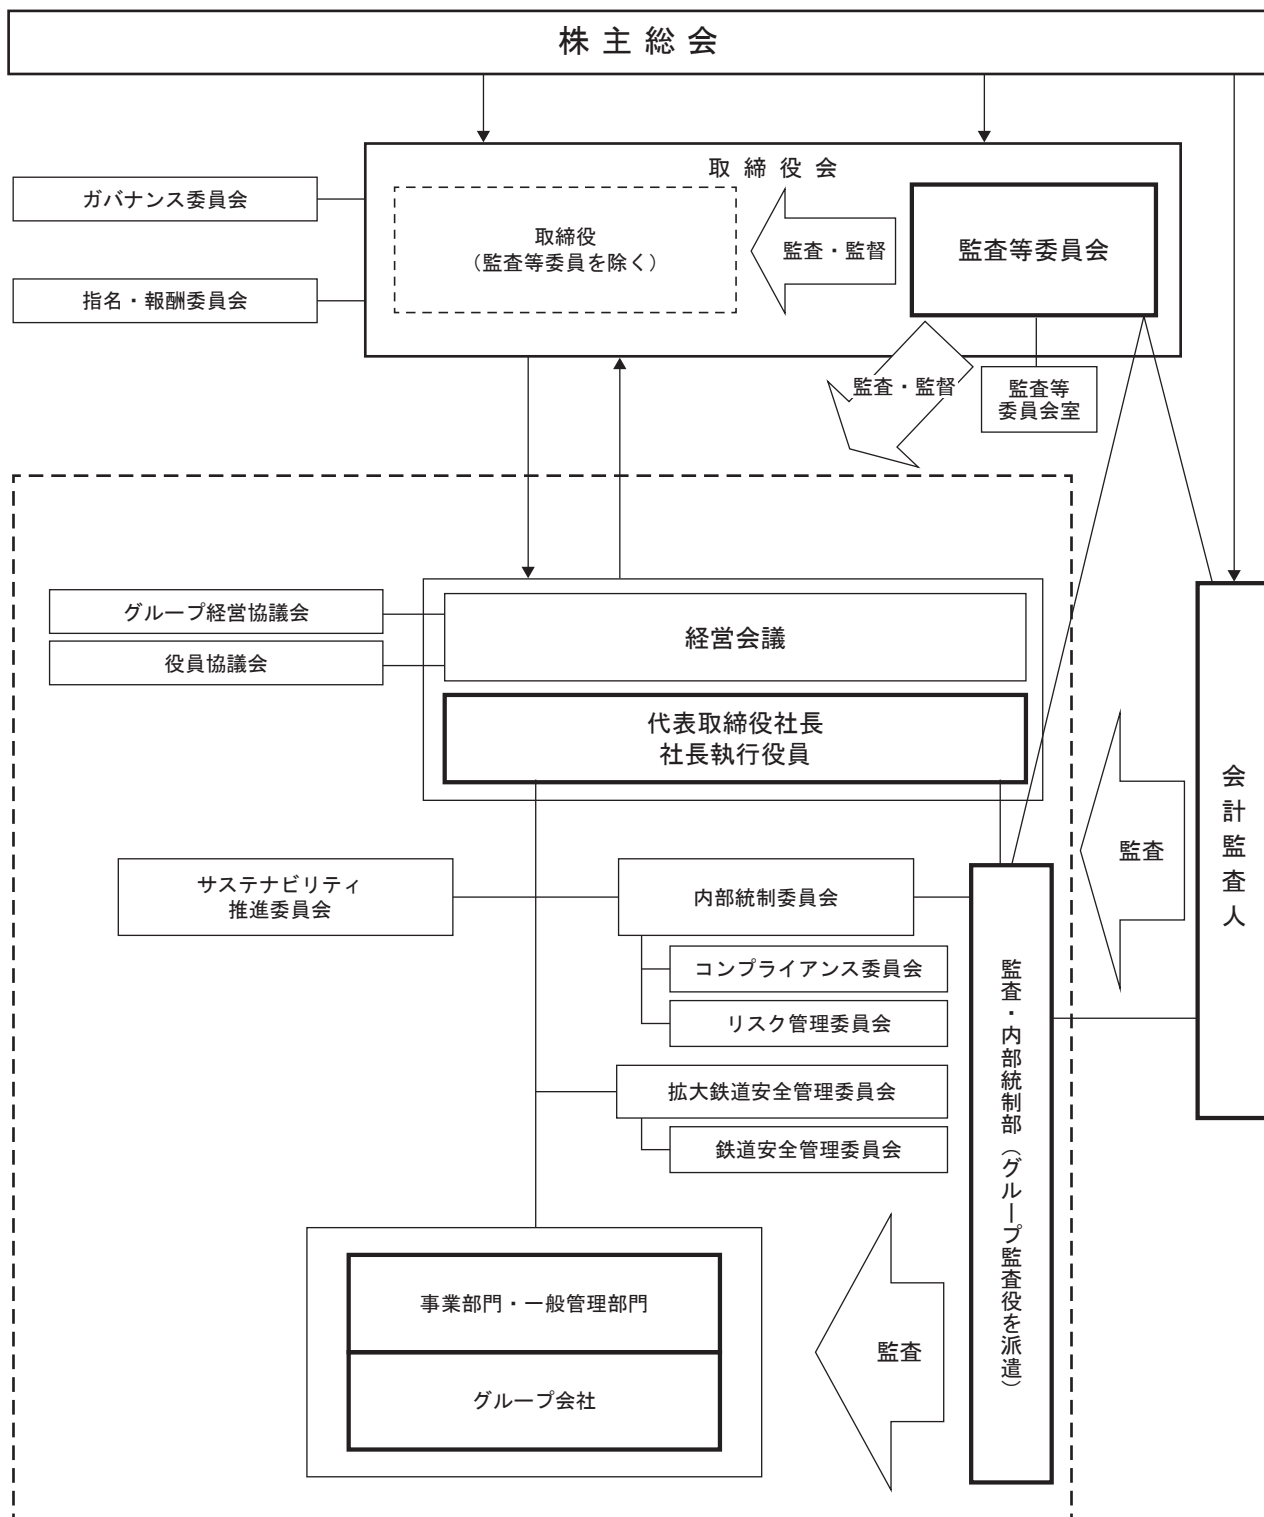 株主総会
取締役会
ガバナンス委員会
指名・報酬委員会
取締役
（監査等委員を除く）
監査・監督
監査等委員会
監査・監督
監査等
委員会室
グループ経営協議会
役員協議会
経営会議
代表取締役社長
社長執行役員
サステナビリティ
推進委員会
内部統制委員会
コンプライアンス委員会
リスク管理委員会
拡大鉄道安全管理委員会
鉄道安全管理委員会
監査・内部統制部（グループ監査役を派遣）
監査
会計監査人
事業部門・一般管理部門
グループ会社
監査